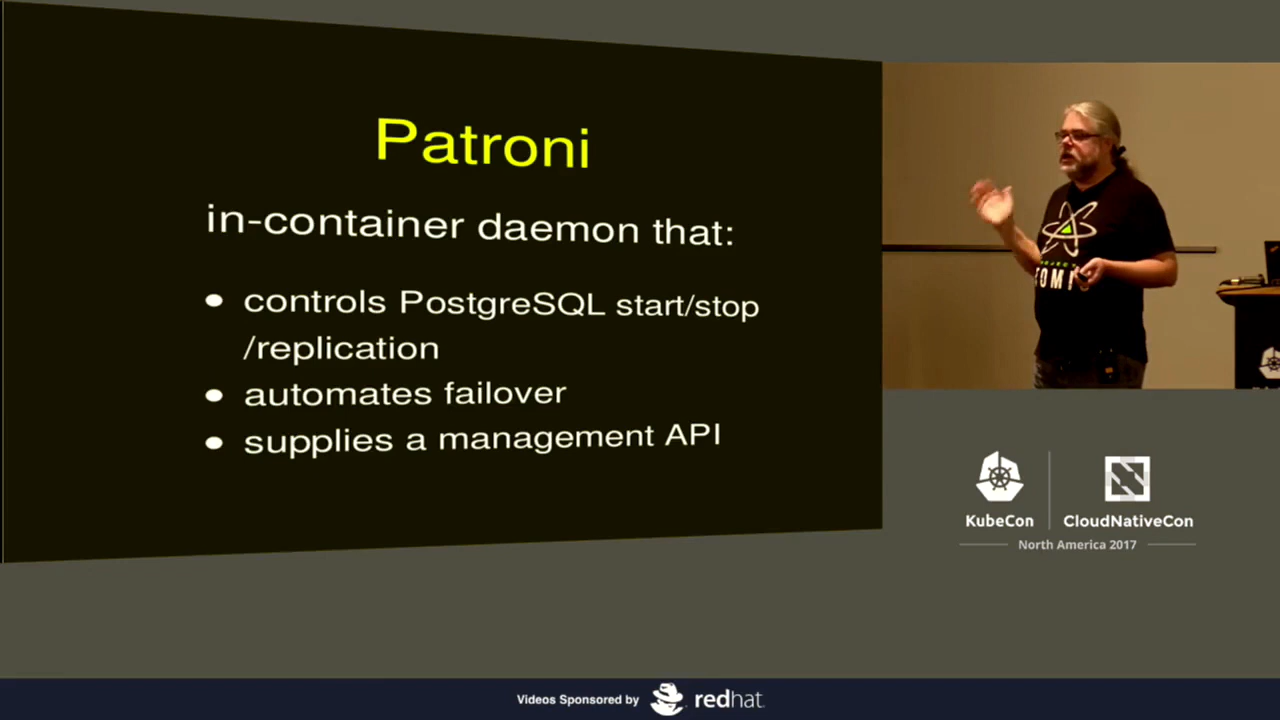 Patroni
in-container daemon that:
controls PostgreSQL start/stop
/replication
automates failover
supplies a management API
KubeCon
CloudNativeCon
North America 2017
Videos Sponsored by
redhat